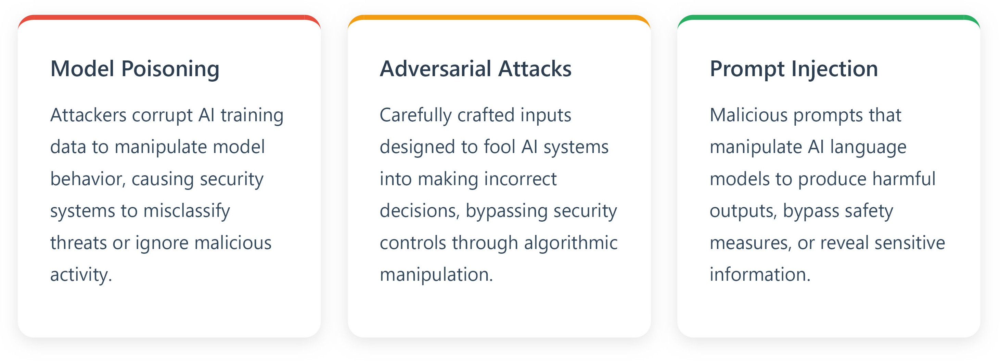 Model Poisoning
Attackers corrupt AI training
data to manipulate model
behavior, causing security
systems to misclassify
threats or ignore malicious
activity.
Adversarial Attacks
Carefully crafted inputs
designed to fool AI systems
into making incorrect
decisions, bypassing security
controls through algorithmic
manipulation.
Prompt Injection
Malicious prompts that
manipulate AI language
models to produce harmful
outputs, bypass safety
measures, or reveal sensitive
information.